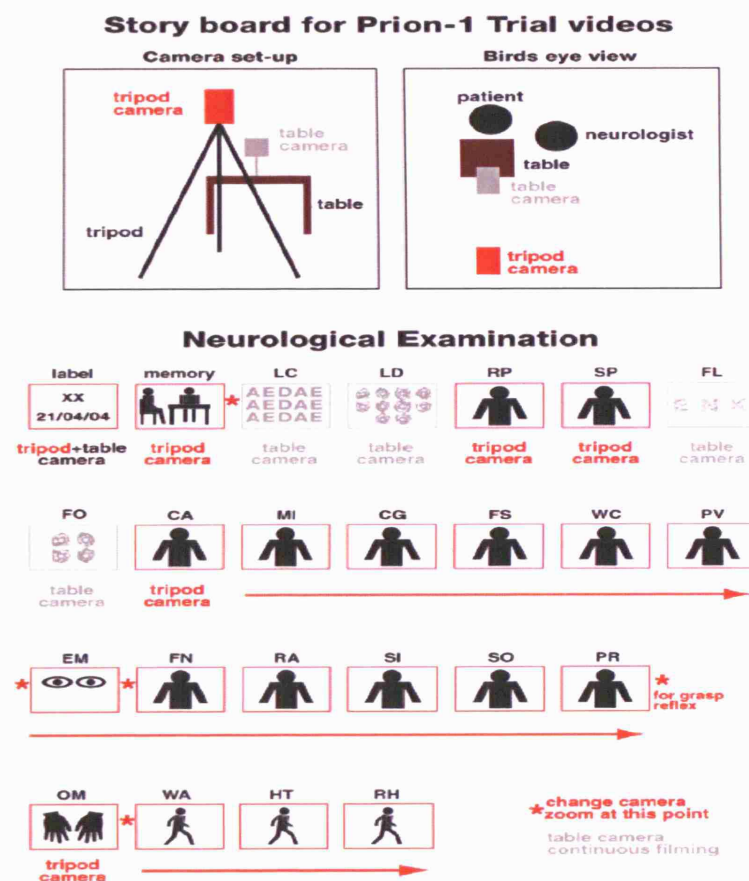 Story board for Prion-1 Trial videos
Camera set-up
Birds eye view
tripod
camera
table
camera
tripod
table
patient
neurologist
table
table
camera
tripod
camera
Neurological Examination
label memory LC LD RP SP FL
XX
21/04/04
AEDAE
AEDAE
AEDAE
tripod+table
camera
tripod
camera
table
camera
table
camera
tripod
camera
tripod
camera
table
camera
FO CA MI CG FS WC PV
table
camera
tripod
camera
EM FN RA SI SO PR
* * *
for grasp
reflex
OM WA HT RH
tripod
camera
*change camera
zoom at this point
table camera
continuous filming